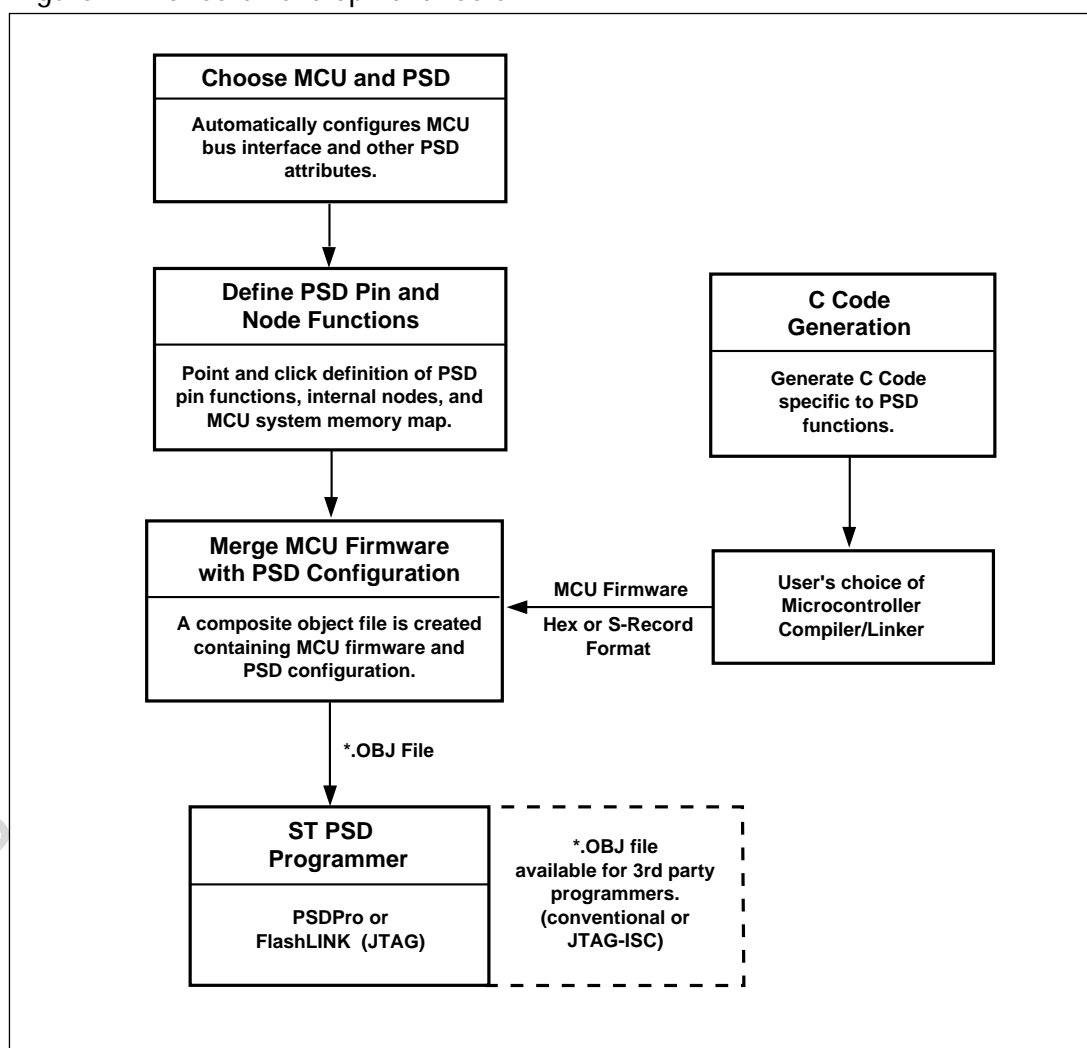 Choose MCU and PSD
Automatically configures MCU
bus interface and other PSD
attributes.
Define PSD Pin and
Node Functions
Point and click definition of PSD
pin functions, internal nodes, and
MCU system memory map.
C Code
Generation
Generate C Code
specific to PSD
functions.
Merge MCU Firmware
with PSD Configuration
A composite object file is created
containing MCU firmware and
PSD configuration.
MCU Firmware
Hex or S-Record
Format
User's choice of
Microcontroller
Compiler/Linker
*.OBJ File
ST PSD
Programmer
PSDPro or
FlashLINK (JTAG)
*.OBJ file
available for 3rd party
programmers.
(conventional or
JTAG-ISC)